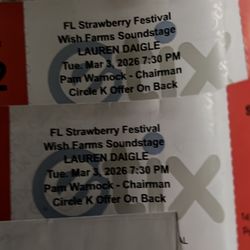 FL Strawberry Festival
Wish Farms Soundstage
LAUREN DAIGLE
Tue. Mar 3, 2026 7:30 PM
Pam Warnock - Chairman
Circle K Offer On Back
FL Strawberry Festival
Wish Farms Soundstage
LAUREN DAIGLE
Tue. Mar 3, 2026 7:30 PM
Pam Warnock - Chairman
Circle K Offer On Back